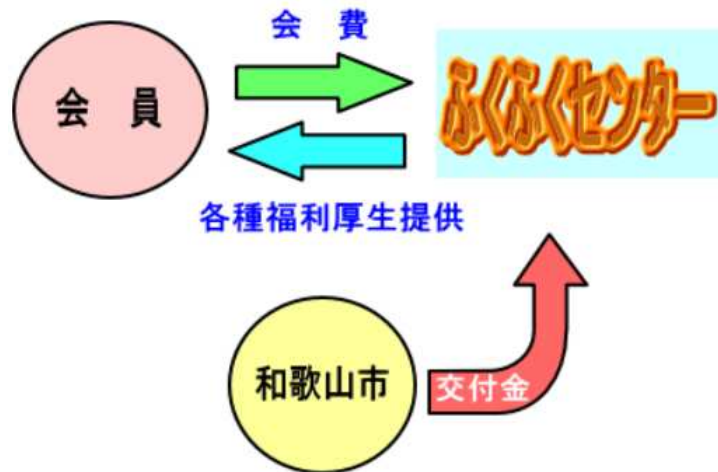 会　費
会　員
ふくふくセンター
各種福利厚生提供
和歌山市
交付金